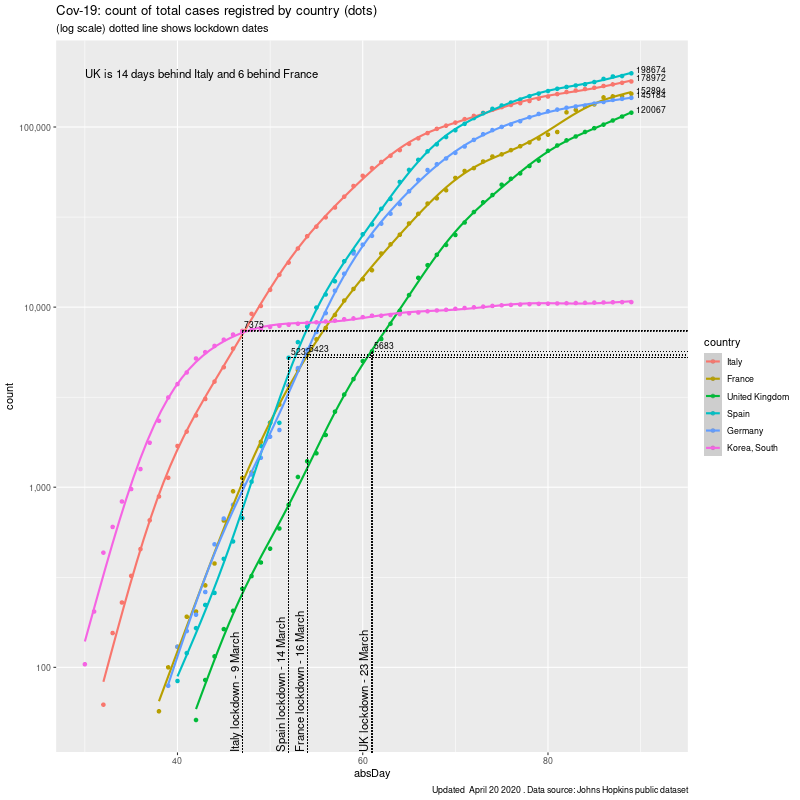 Cov-19: count of total cases registred by country (dots)
(log scale) dotted line shows lockdown dates
UK is 14 days behind Italy and 6 behind France
198674
178972
145184
120067
100,000
10,000
7375
5232
5423
5683
1,000
100
count
Italy lockdown - 9 March
Spain lockdown - 14 March
France lockdown - 16 March
UK lockdown - 23 March
40
60
80
absDay
country
Italy
France
United Kingdom
Spain
Germany
Korea, South
Updated April 20 2020 . Data source: Johns Hopkins public dataset